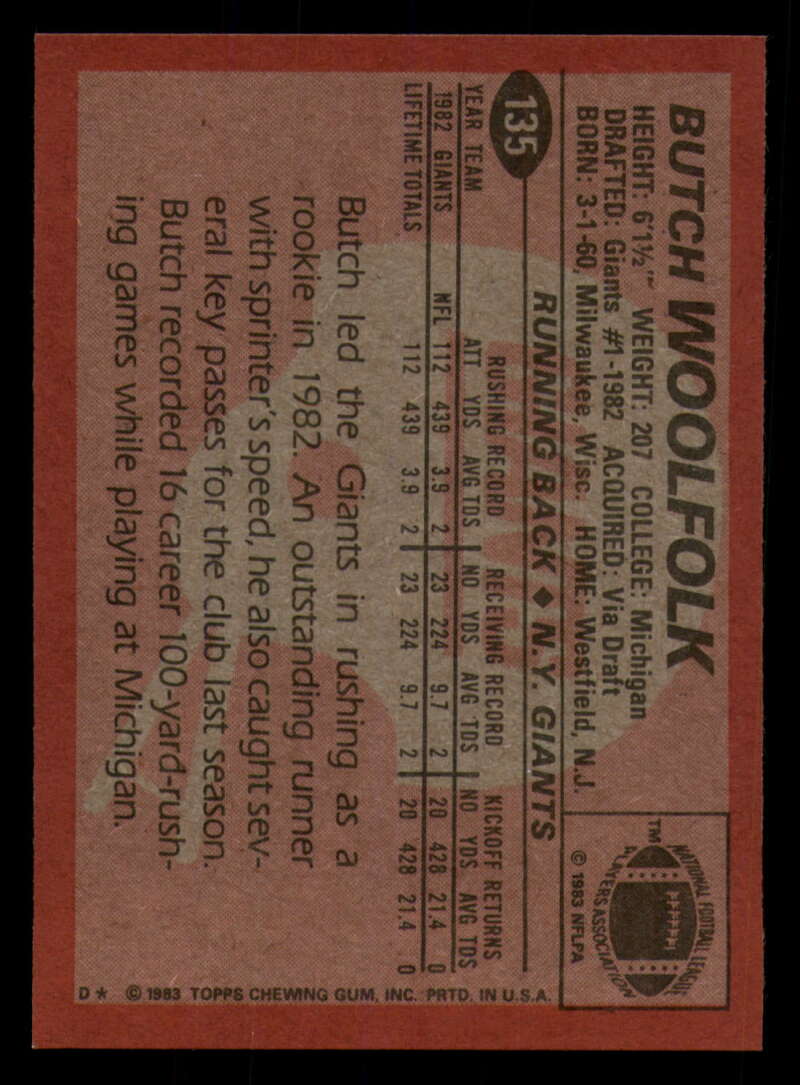 BUTCH WOOLFOLK
HEIGHT: 6'1½" WEIGHT: 207 COLLEGE: Michigan
DRAFTED: Giants #1-1982 ACQUIRED: Via Draft
BORN: 3-1-60, Milwaukee, Wisc. HOME: Westfield, N.J.
NATIONAL FOOTBALL LEAGUE
PLAYERS ASSOCIATION
TM
© 1983 NFLPA
135
RUNNING BACK ◆ N.Y. GIANTS
RUSHING RECORD RECEIVING RECORD KICKOFF RETURNS
YEAR TEAM ATT YDS AVG TDS NO YDS AVG TDS NO YDS AVG TDS
1982 GIANTS NFL 112 439 3.9 2 23 224 9.7 2 20 428 21.4 0
LIFETIME TOTALS 112 439 3.9 2 23 224 9.7 2 20 428 21.4 0
Butch led the Giants in rushing as a
rookie in 1982. An outstanding runner
with sprinter's speed, he also caught sev-
eral key passes for the club last season.
Butch recorded 16 career 100-yard-rush-
ing games while playing at Michigan.
D* © 1983 TOPPS CHEWING GUM, INC. PRTD. IN U.S.A.